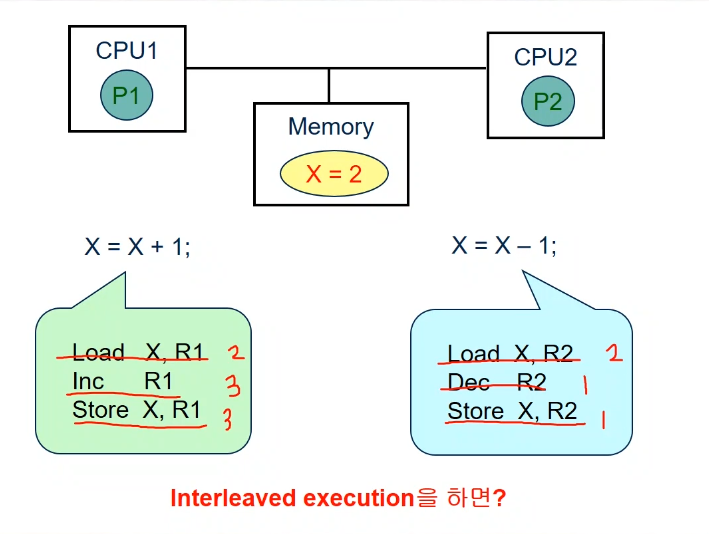 CPU1
P1
CPU2
P2
Memory
X = 2
X = X + 1;
X = X – 1;
Load X, R1 2
Inc R1 3
Store X, R1 3
Load X, R2 2
Dec R2 1
Store X, R2 1
Interleaved execution을 하면?